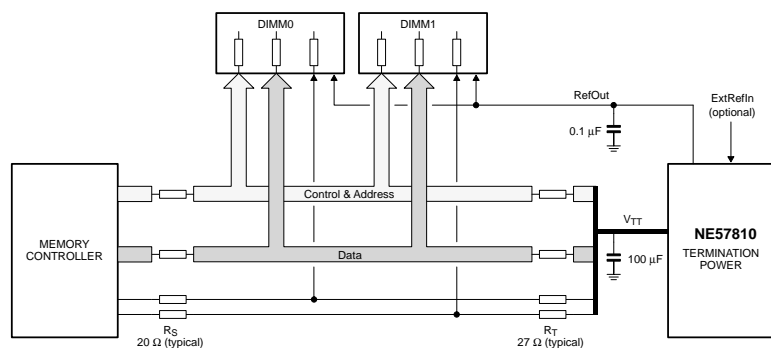 DIMM0
DIMM1
RefOut
ExtRefIn
(optional)
0.1 µF
Control & Address
MEMORY
CONTROLLER
Data
VTT
NE57810
TERMINATION
POWER
100 µF
RS
20 Ω (typical)
RT
27 Ω (typical)